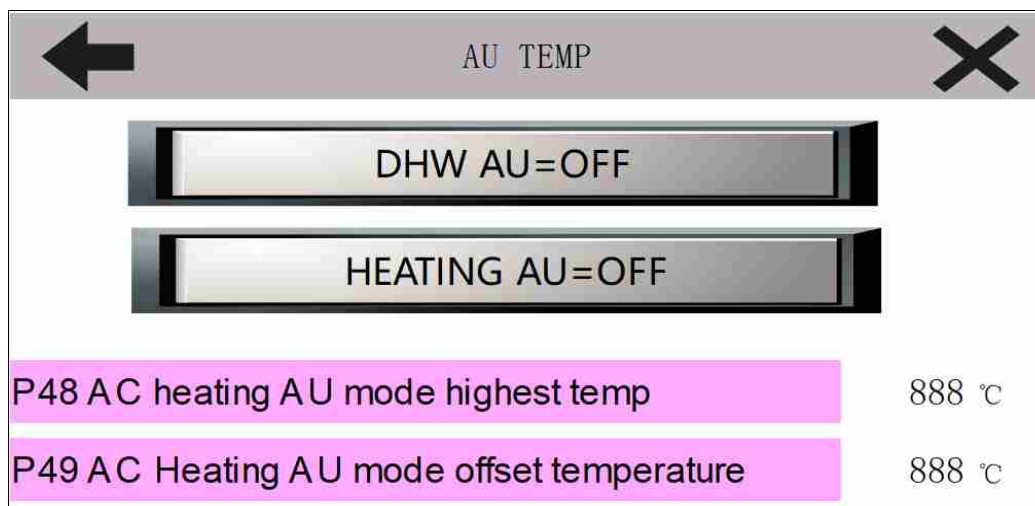 AU TEMP
DHW AU=OFF
HEATING AU=OFF
P48 AC heating AU mode highest temp 888 ℃
P49 AC Heating AU mode offset temperature 888 ℃